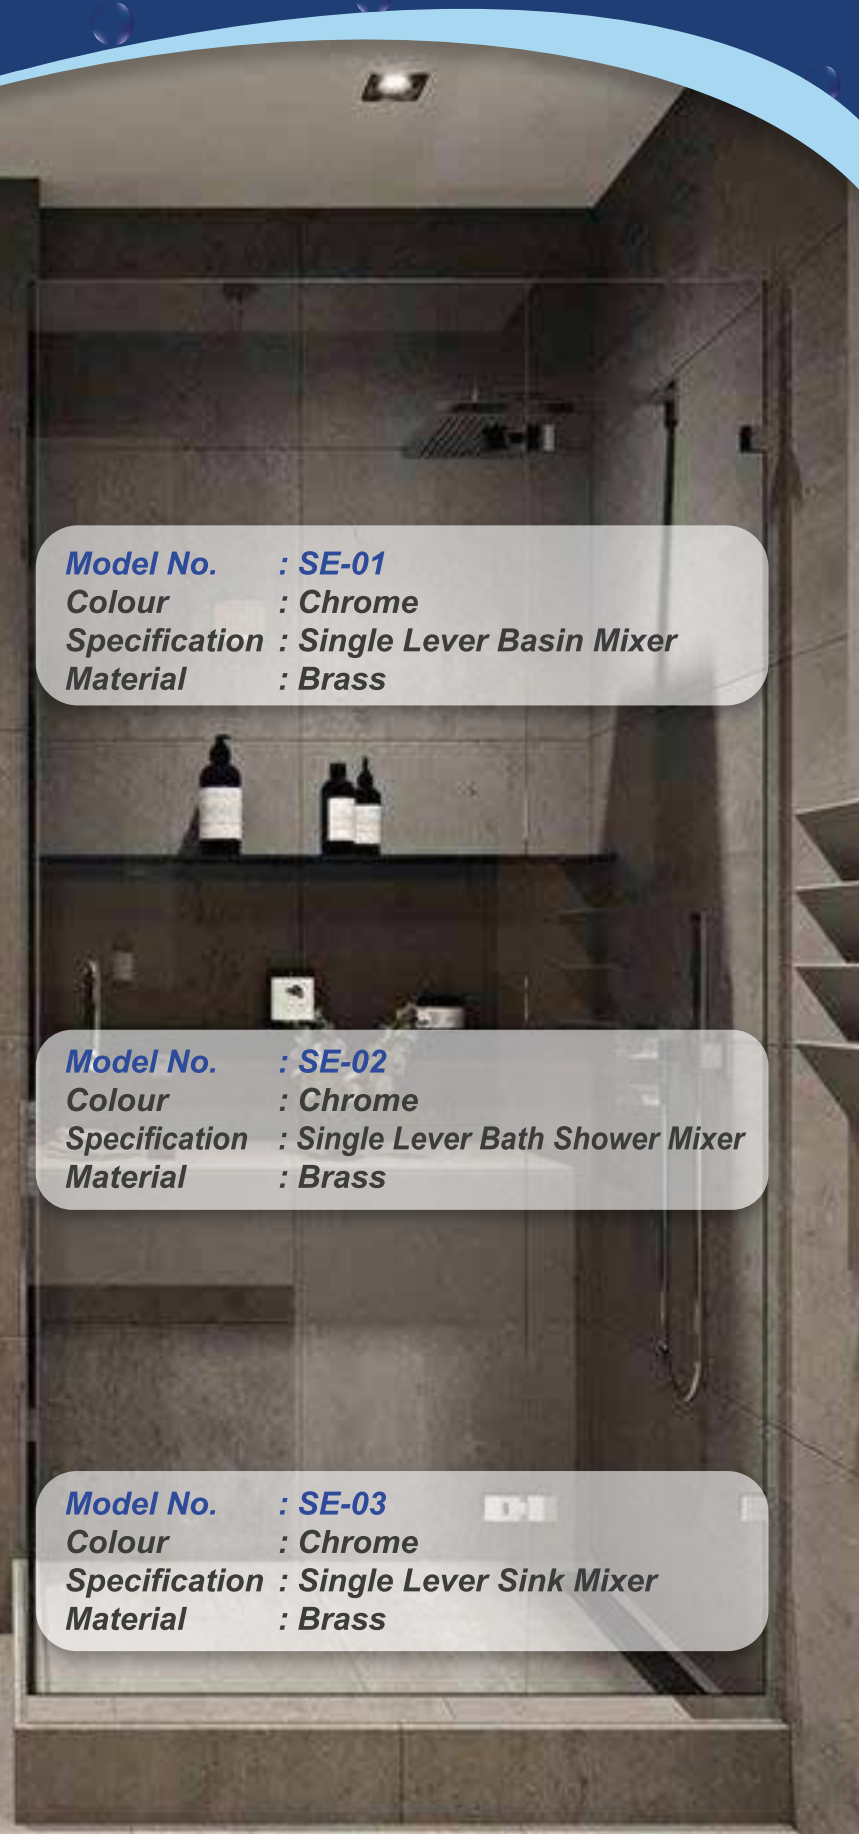 Model No. : SE-01
Colour : Chrome
Specification : Single Lever Basin Mixer
Material : Brass
Model No. : SE-02
Colour : Chrome
Specification : Single Lever Bath Shower Mixer
Material : Brass
Model No. : SE-03
Colour : Chrome
Specification : Single Lever Sink Mixer
Material : Brass